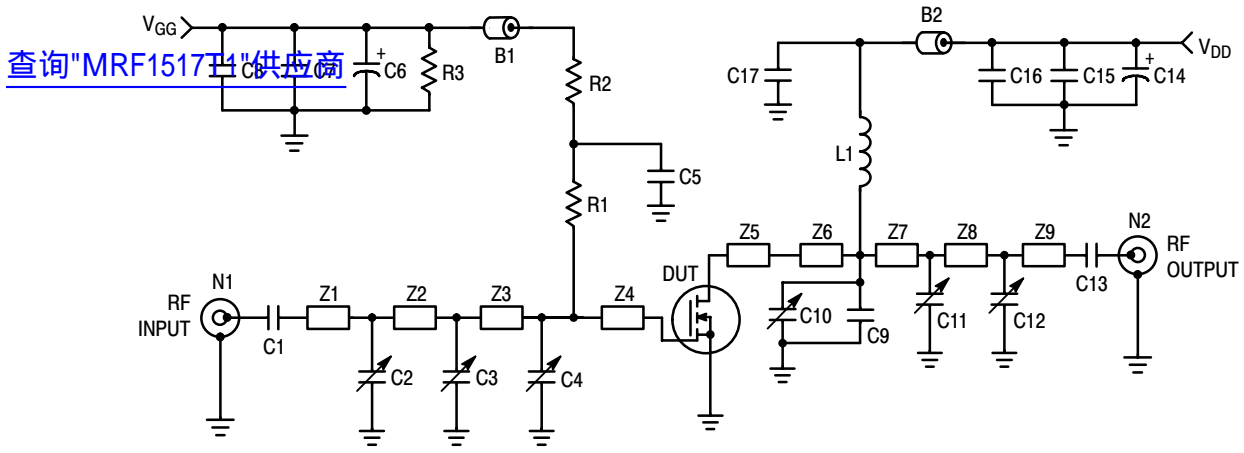 VGG
B1
B2
VDD
查询"MRF1517T1"供应商
C8
C7
C6
R3
R2
C17
C16
C15
C14
L1
C5
R1
Z5
Z6
Z7
Z8
Z9
N2
RF
OUTPUT
DUT
C13
N1
RF
INPUT
Z1
Z2
Z3
Z4
C10
C9
C11
C12
C1
C2
C3
C4